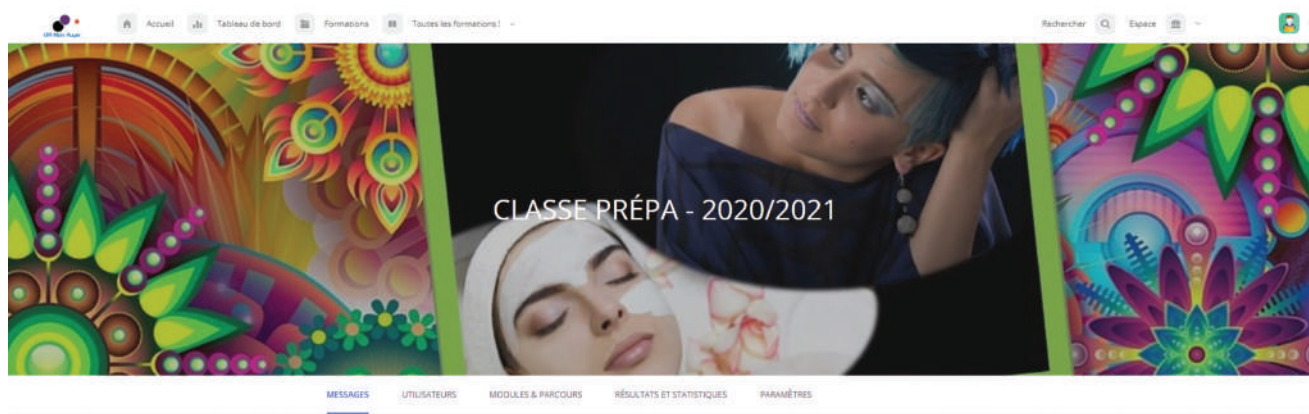 Accueil Tableau de bord Formations Toutes les formations ! Rechercher Espace
CLASSE PRÉPA - 2020/2021
MESSAGES UTILISATEURS MODULES & PARCOURS RÉSULTATS ET STATISTIQUES PARAMÈTRES